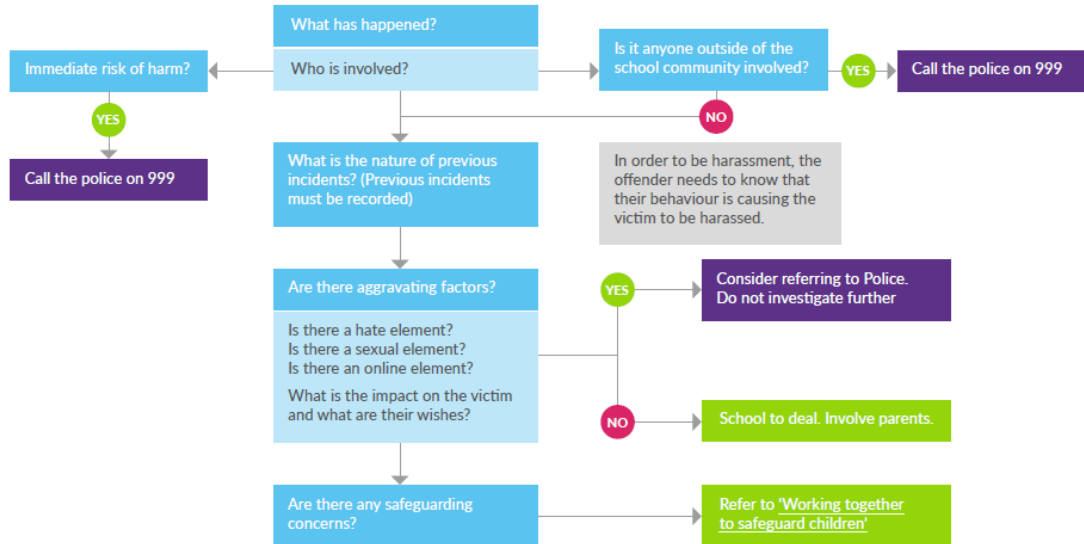 What has happened?
Who is involved?
Immediate risk of harm?
YES
Call the police on 999
Is it anyone outside of the
school community involved?
YES
Call the police on 999
NO
What is the nature of previous
incidents? (Previous incidents
must be recorded)
In order to be harassment, the
offender needs to know that
their behaviour is causing the
victim to be harassed.
Are there aggravating factors?
Is there a hate element?
Is there a sexual element?
Is there an online element?
What is the impact on the victim
and what are their wishes?
YES
Consider referring to Police.
Do not investigate further
NO
School to deal. Involve parents.
Are there any safeguarding
concerns?
Refer to ‘Working together
to safeguard children’